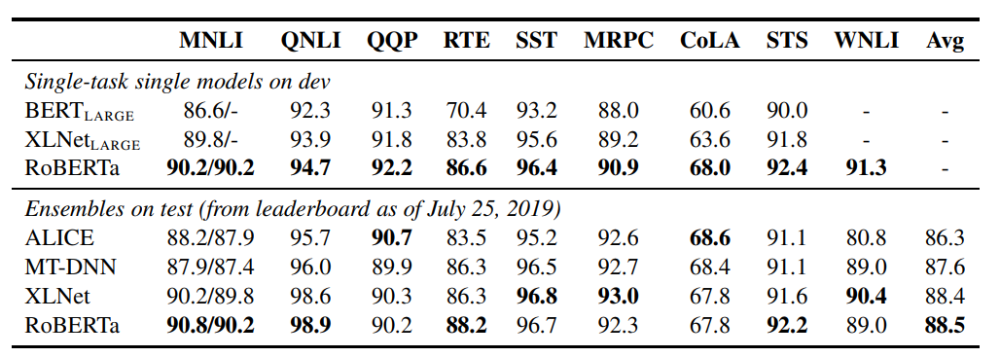 MNLI QNLI QQP RTE SST MRPC CoLA STS WNLI Avg
Single-task single models on dev
BERTLARGE 86.6/- 92.3 91.3 70.4 93.2 88.0 60.6 90.0 - -
XLNetLARGE 89.8/- 93.9 91.8 83.8 95.6 89.2 63.6 91.8 - -
RoBERTa 90.2/90.2 94.7 92.2 86.6 96.4 90.9 68.0 92.4 91.3 -
Ensembles on test (from leaderboard as of July 25, 2019)
ALICE 88.2/87.9 95.7 90.7 83.5 95.2 92.6 68.6 91.1 80.8 86.3
MT-DNN 87.9/87.4 96.0 89.9 86.3 96.5 92.7 68.4 91.1 89.0 87.6
XLNet 90.2/89.8 98.6 90.3 86.3 96.8 93.0 67.8 91.6 90.4 88.4
RoBERTa 90.8/90.2 98.9 90.2 88.2 96.7 92.3 67.8 92.2 89.0 88.5